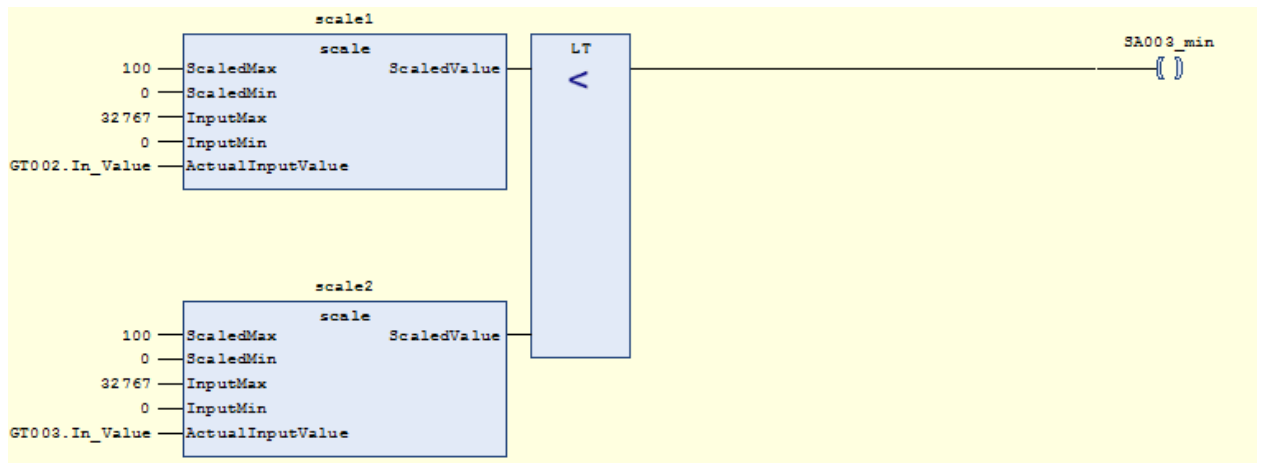 scale1
scale
LT
SA003_min
100
ScaledMax
ScaledValue
<
( )
0
ScaledMin
32767
InputMax
0
InputMin
GT002.In_Value
ActualInputValue
scale2
scale
100
ScaledMax
ScaledValue
0
ScaledMin
32767
InputMax
0
InputMin
GT003.In_Value
ActualInputValue